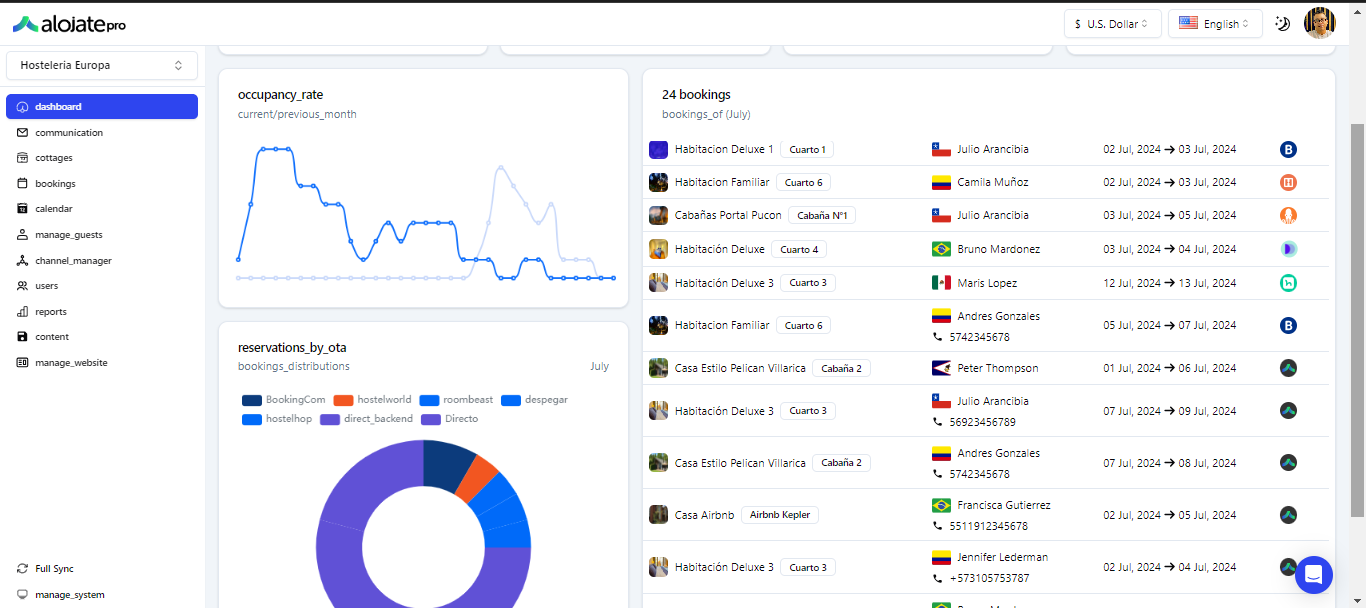 alojatepro
$ U.S. Dollar
English
Hosteleria Europa
dashboard
communication
cottages
bookings
calendar
manage_guests
channel_manager
users
reports
content
manage_website
Full Sync
manage_system
occupancy_rate
current/previous_month
reservations_by_ota
bookings_distributions July
BookingCom hostelworld roombeast despegar
hostelhop direct_backend Directo
24 bookings
bookings_of (July)
Habitacion Deluxe 1 Cuarto 1 Julio Arancibia 02 Jul, 2024 → 03 Jul, 2024 B
Habitacion Familiar Cuarto 6 Camila Muñoz 02 Jul, 2024 → 03 Jul, 2024 H
Cabañas Portal Pucon Cabaña N°1 Julio Arancibia 03 Jul, 2024 → 05 Jul, 2024
Habitación Deluxe Cuarto 4 Bruno Mardonez 03 Jul, 2024 → 04 Jul, 2024
Habitación Deluxe 3 Cuarto 3 Maris Lopez 12 Jul, 2024 → 13 Jul, 2024
Habitacion Familiar Cuarto 6 Andres Gonzales 05 Jul, 2024 → 07 Jul, 2024 B
5742345678
Casa Estilo Pelican Villarica Cabaña 2 Peter Thompson 01 Jul, 2024 → 06 Jul, 2024
Habitación Deluxe 3 Cuarto 3 Julio Arancibia 07 Jul, 2024 → 09 Jul, 2024
56923456789
Casa Estilo Pelican Villarica Cabaña 2 Andres Gonzales 07 Jul, 2024 → 08 Jul, 2024
5742345678
Casa Airbnb Airbnb Kepler Francisca Gutierrez 02 Jul, 2024 → 05 Jul, 2024
5511912345678
Habitación Deluxe 3 Cuarto 3 Jennifer Lederman 02 Jul, 2024 → 04 Jul, 2024
+573105753787